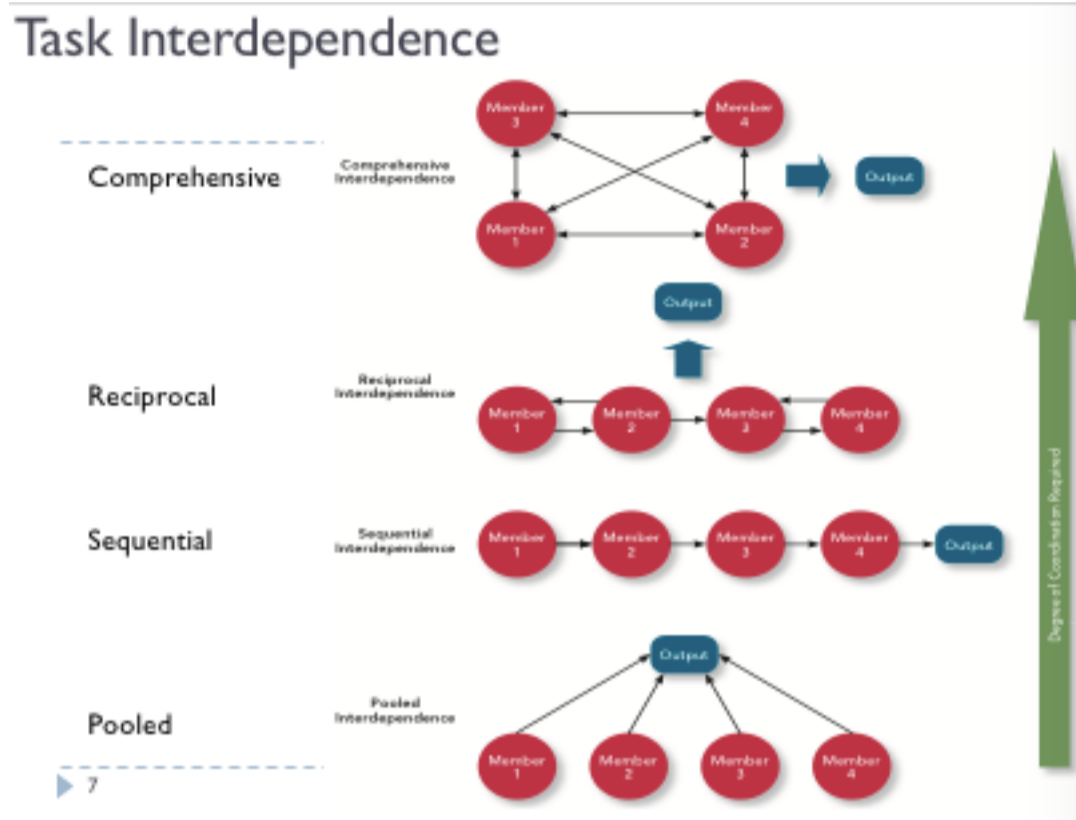 Task Interdependence
Comprehensive
Comprehensive
Interdependence
Member
3
Member
4
Member
1
Member
2
Output
Output
Reciprocal
Reciprocal
Interdependence
Member
1
Member
2
Member
3
Member
4
Sequential
Sequential
Interdependence
Member
1
Member
2
Member
3
Member
4
Output
Output
Pooled
Pooled
Interdependence
Member
1
Member
2
Member
3
Member
4
Degree of Coordination Required
7